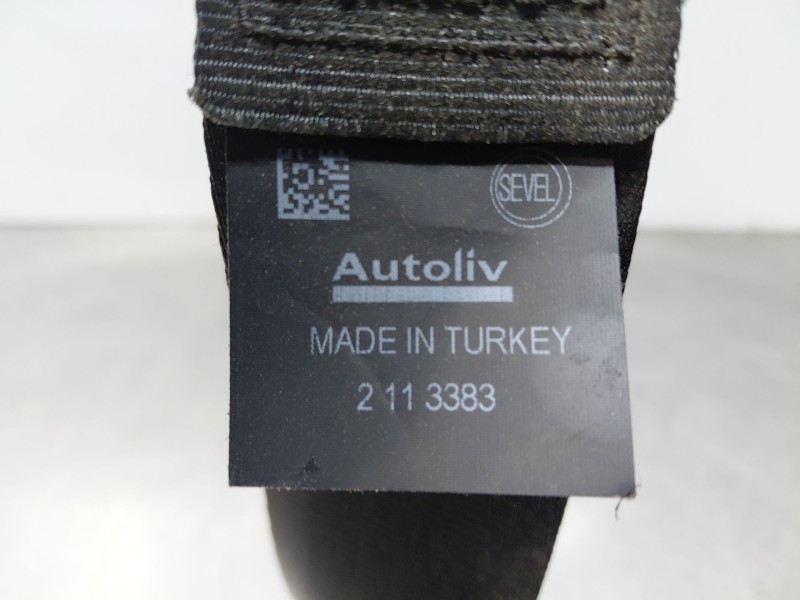 SEVEL
Autoliv
MADE IN TURKEY
2 11 3383